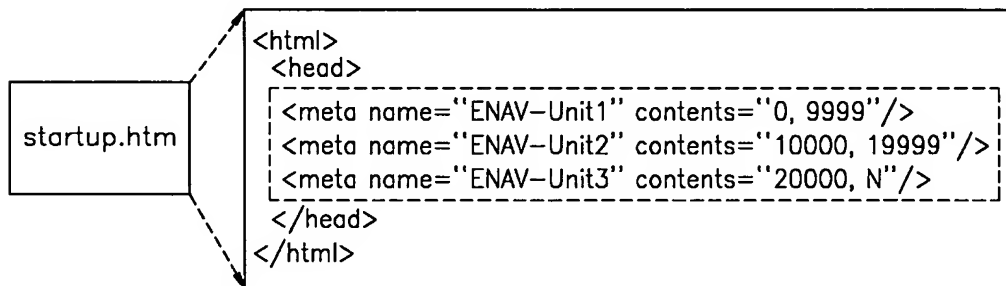 startup.htm
<html>
<head>
<meta name="ENAV-Unit1" contents="0, 9999"/>
<meta name="ENAV-Unit2" contents="10000, 19999"/>
<meta name="ENAV-Unit3" contents="20000, N"/>
</head>
</html>